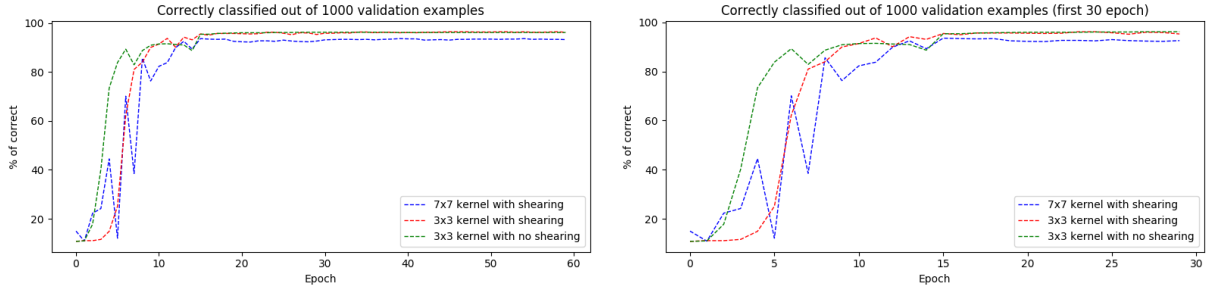 Correctly classified out of 1000 validation examples
100
80
60
40
20
% of correct
7x7 kernel with shearing
3x3 kernel with shearing
3x3 kernel with no shearing
0 10 20 30 40 50 60
Epoch
Correctly classified out of 1000 validation examples (first 30 epoch)
100
80
60
40
20
% of correct
7x7 kernel with shearing
3x3 kernel with shearing
3x3 kernel with no shearing
0 5 10 15 20 25 30
Epoch